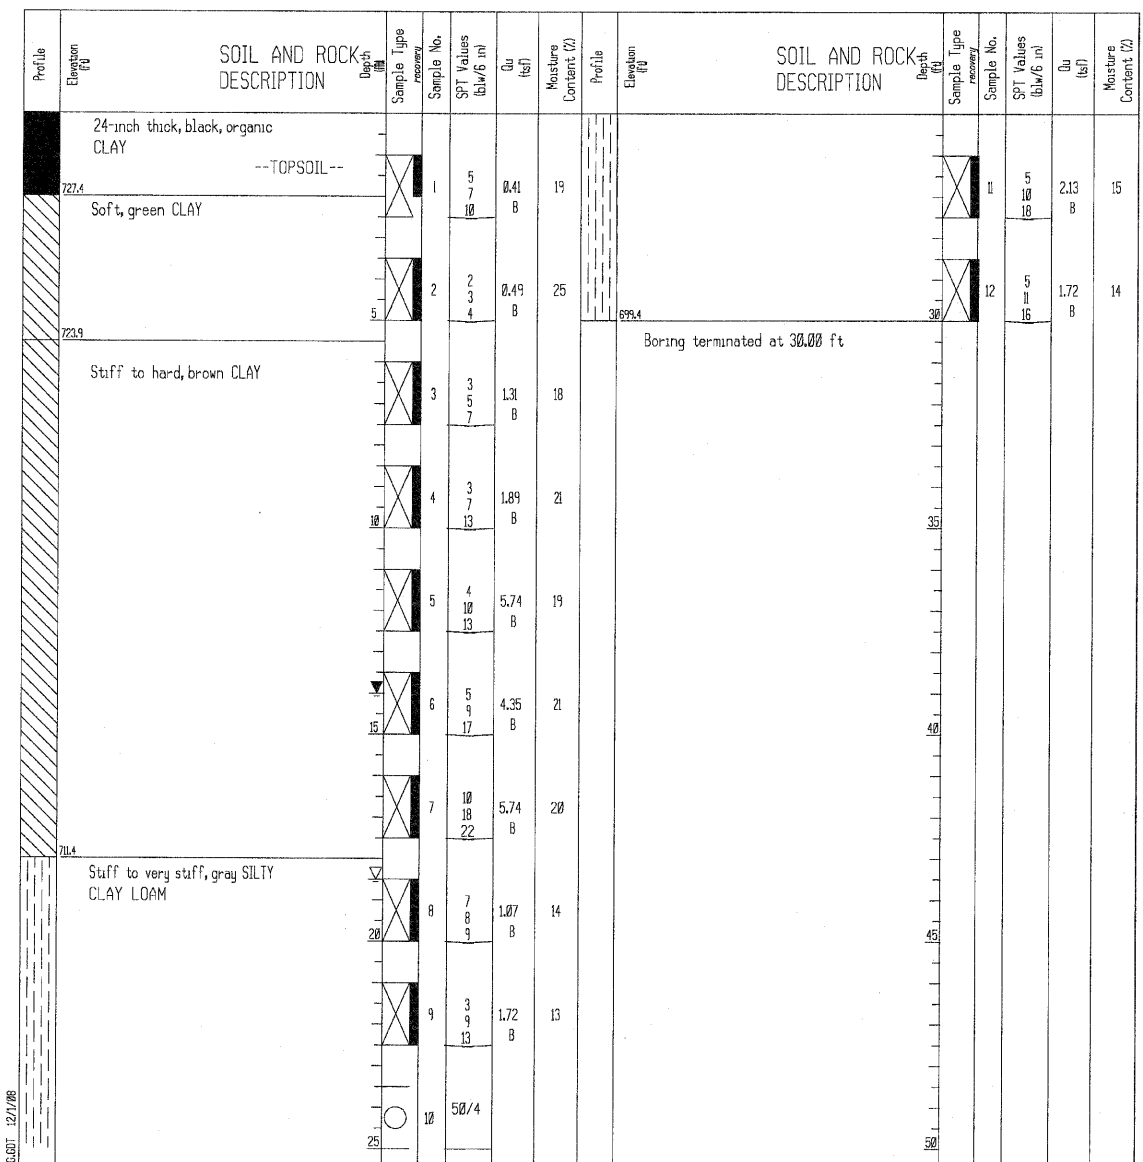 Profile
Elevation
(ft)
SOIL AND ROCK
DESCRIPTION
Depth
(ft)
Sample Type
recovery
Sample No.
SPT Values
(blw/6 in)
Qu
(tsf)
Moisture
Content (%)
Profile
Elevation
(ft)
SOIL AND ROCK
DESCRIPTION
Depth
(ft)
Sample Type
recovery
Sample No.
SPT Values
(blw/6 in)
Qu
(tsf)
Moisture
Content (%)
24-inch thick, black, organic
CLAY
--TOPSOIL--
727.4
1
5
7
10
0.41
B
19
Soft, green CLAY
2
2
3
4
0.49
B
25
5
723.9
Stiff to hard, brown CLAY
3
3
5
7
1.31
B
18
4
3
7
13
1.89
B
21
10
5
4
10
13
5.74
B
19
6
5
9
17
4.35
B
21
15
7
10
18
22
5.74
B
20
711.4
Stiff to very stiff, gray SILTY
CLAY LOAM
8
7
8
9
1.07
B
14
20
9
3
9
13
1.72
B
13
10
50/4
25
11
5
10
18
2.13
B
15
12
5
11
16
1.72
B
14
699.4
30
Boring terminated at 30.00 ft
35
40
45
50
GDT 12/1/08